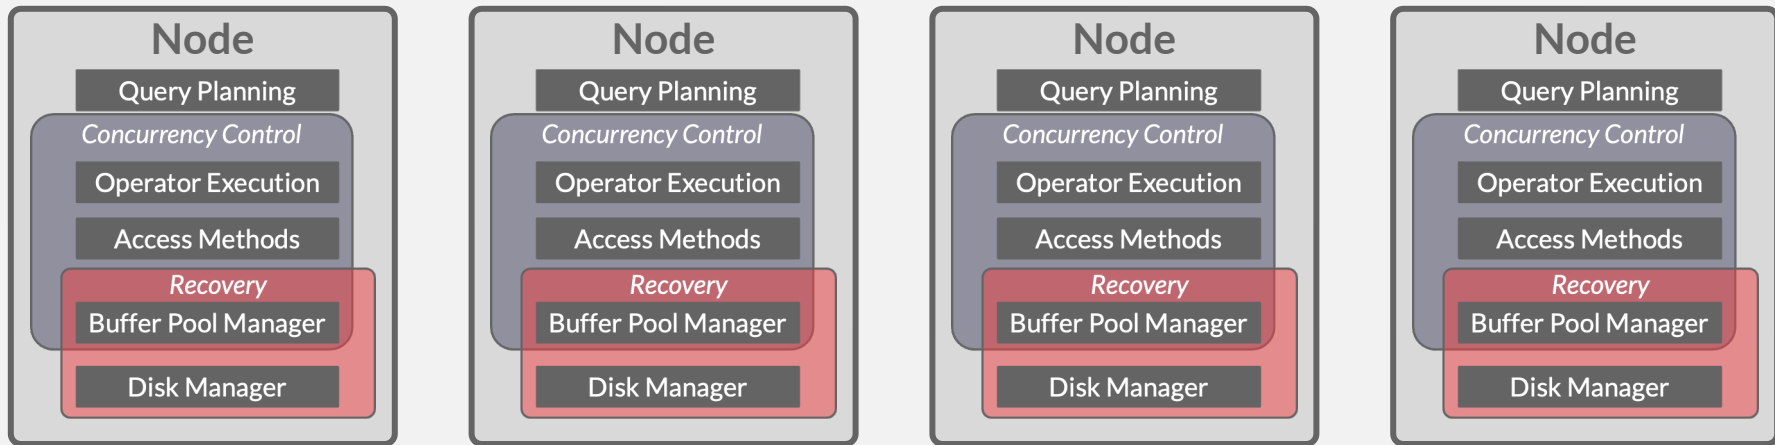 Node
Query Planning
Concurrency Control
Operator Execution
Access Methods
Recovery
Buffer Pool Manager
Disk Manager
Node
Query Planning
Concurrency Control
Operator Execution
Access Methods
Recovery
Buffer Pool Manager
Disk Manager
Node
Query Planning
Concurrency Control
Operator Execution
Access Methods
Recovery
Buffer Pool Manager
Disk Manager
Node
Query Planning
Concurrency Control
Operator Execution
Access Methods
Recovery
Buffer Pool Manager
Disk Manager